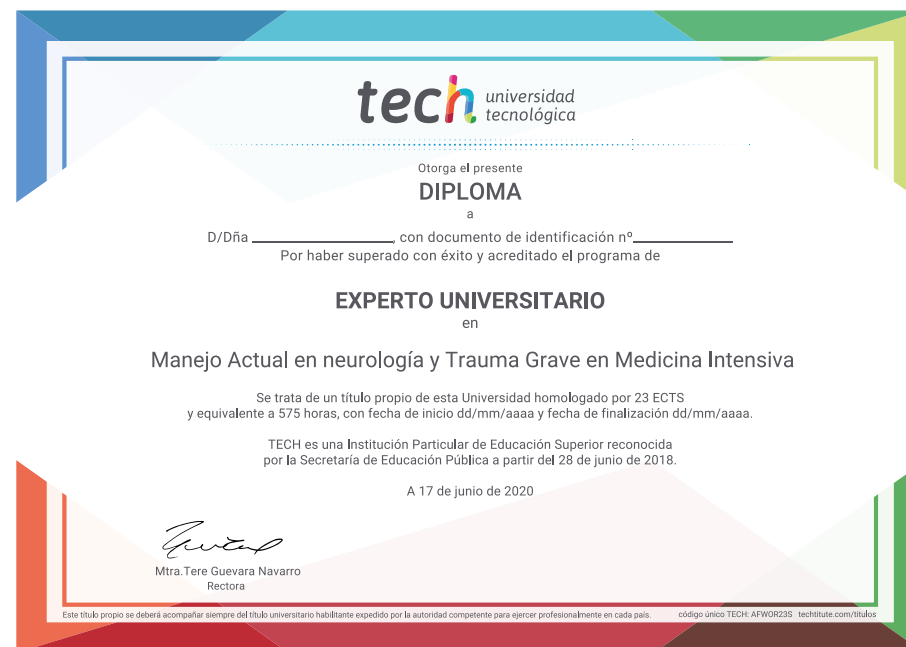 tech universidad
tecnológica
Otorga el presente
DIPLOMA
a
D/Dña ____________________, con documento de identificación nº______________
Por haber superado con éxito y acreditado el programa de
EXPERTO UNIVERSITARIO
en
Manejo Actual en neurología y Trauma Grave en Medicina Intensiva
Se trata de un título propio de esta Universidad homologado por 23 ECTS
y equivalente a 575 horas, con fecha de inicio dd/mm/aaaa y fecha de finalización dd/mm/aaaa.
TECH es una Institución Particular de Educación Superior reconocida
por la Secretaría de Educación Pública a partir del 28 de junio de 2018.
A 17 de junio de 2020
Mtra.Tere Guevara Navarro
Rectora
Este título propio se deberá acompañar siempre del título universitario habilitante expedido por la autoridad competente para ejercer profesionalmente en cada país. código único TECH: AFWOR23S techtitute.com/titulos